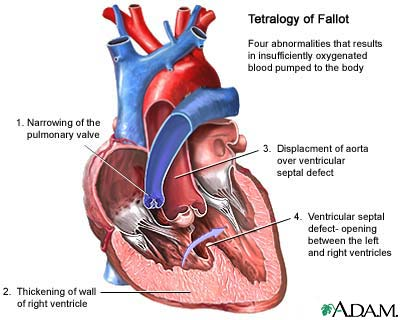 Tetralogy of Fallot
Four abnormalities that results
in insufficiently oxygenated
blood pumped to the body
1. Narrowing of the
pulmonary valve
3. Displacment of aorta
over ventricular
septal defect
4. Ventricular septal
defect- opening
between the left
and right ventricles
2. Thickening of wall
of right ventricle
ADAM.